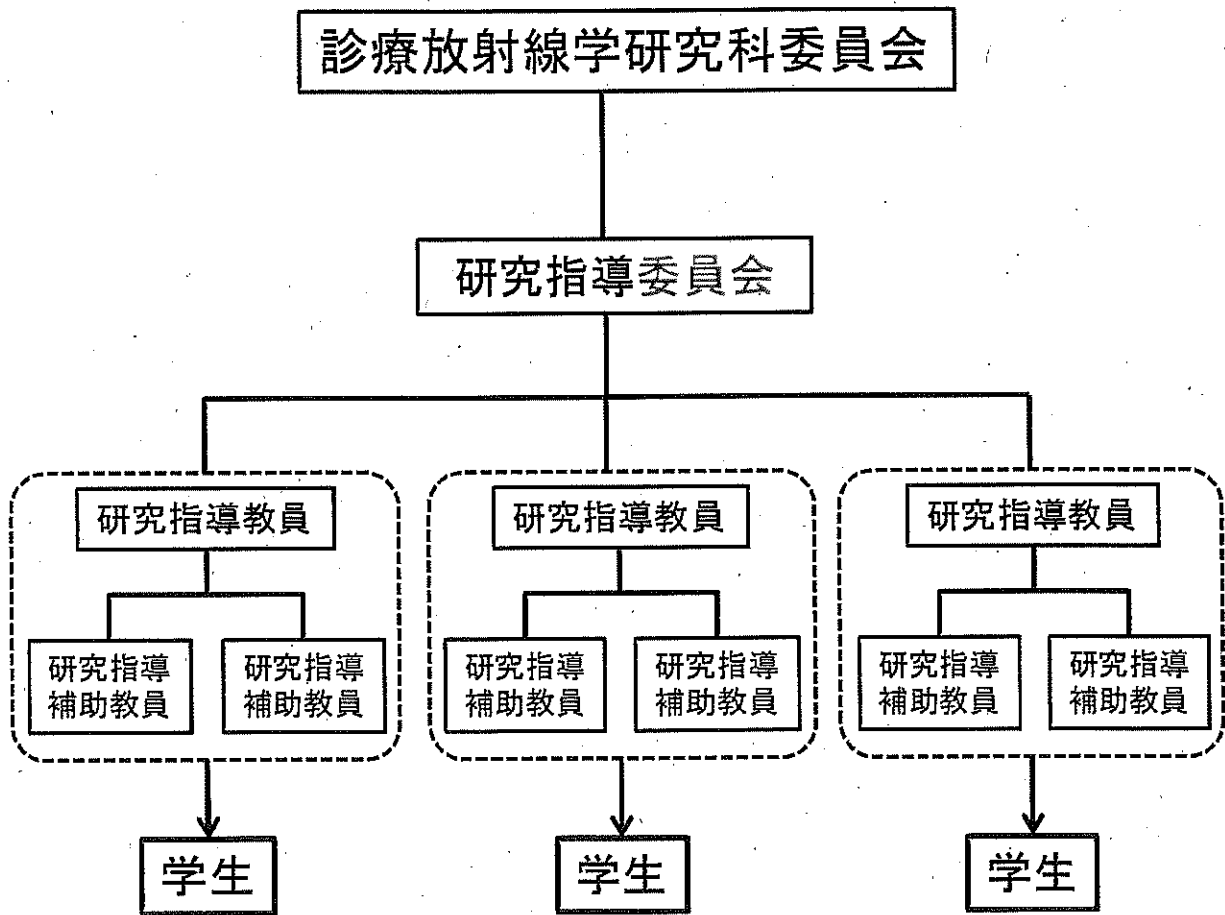 診療放射線学研究科委員会
研究指導委員会
研究指導教員
研究指導教員
研究指導教員
研究指導
補助教員
研究指導
補助教員
研究指導
補助教員
研究指導
補助教員
研究指導
補助教員
研究指導
補助教員
学生
学生
学生